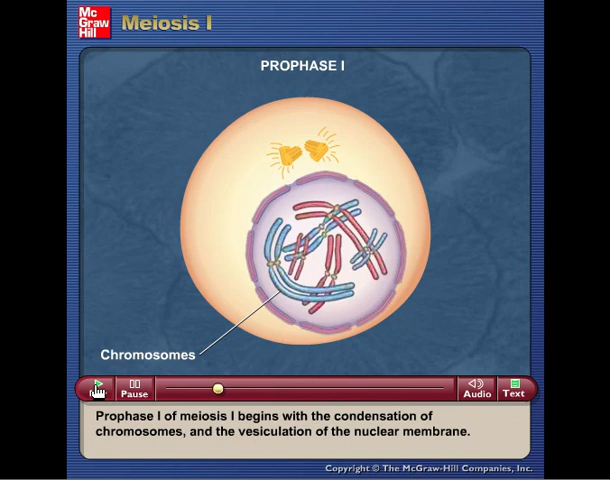 Mc
Graw
Hill
Meiosis I
PROPHASE I
Chromosomes
Pause
Audio
Text
Prophase I of meiosis I begins with the condensation of
chromosomes, and the vesiculation of the nuclear membrane.
Copyright © The McGraw-Hill Companies, Inc.